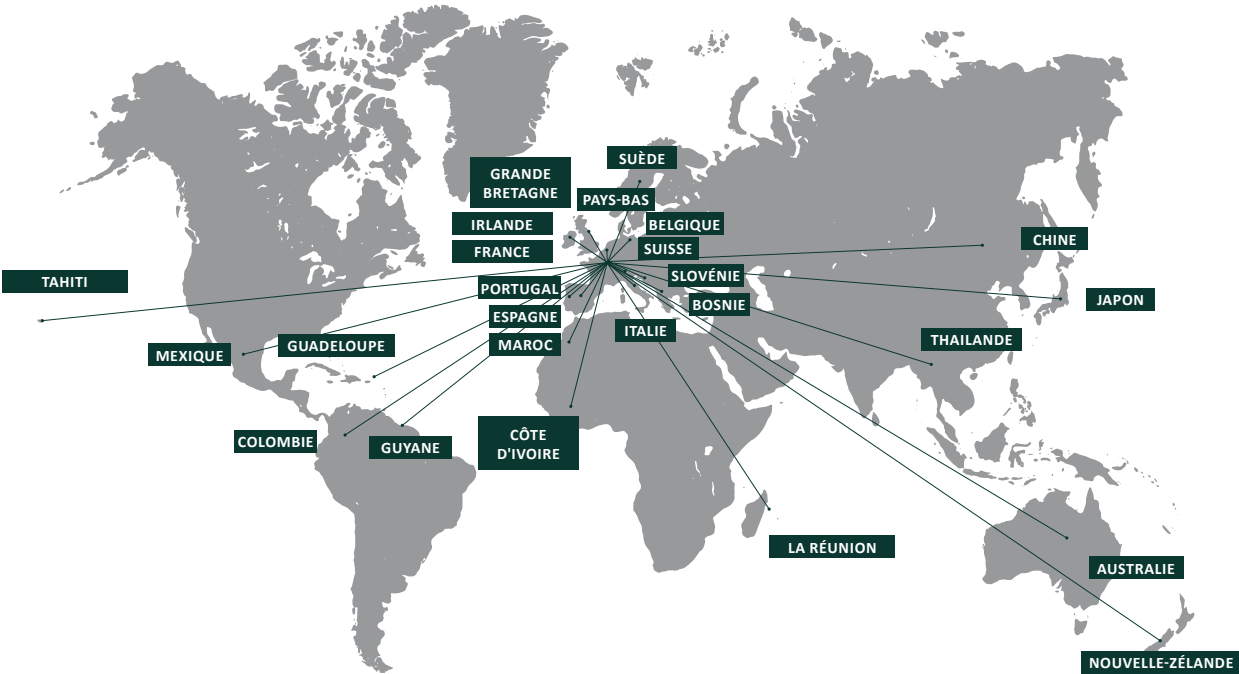 SUÈDE
GRANDE
BRETAGNE
PAYS-BAS
IRLANDE
BELGIQUE
FRANCE
SUISSE
CHINE
TAHITI
SLOVÉNIE
PORTUGAL
BOSNIE
JAPON
ESPAGNE
ITALIE
MAROC
THAILANDE
GUADELOUPE
MEXIQUE
COLOMBIE
GUYANE
CÔTE
D'IVOIRE
LA RÉUNION
AUSTRALIE
NOUVELLE-ZÉLANDE